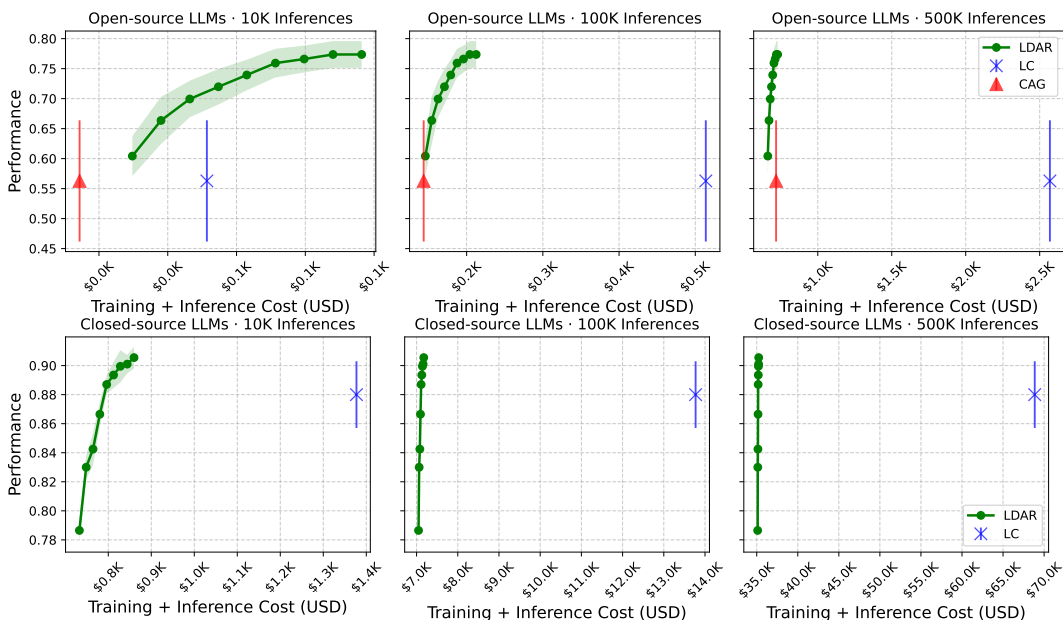 Open-source LLMs · 10K Inferences
Open-source LLMs · 100K Inferences
Open-source LLMs · 500K Inferences
Performance
0.80
0.75
0.70
0.65
0.60
0.55
0.50
0.45
LDAR
LC
CAG
$0.0K
$0.0K
$0.1K
$0.1K
$0.1K
$0.2K
$0.3K
$0.4K
$0.5K
$1.0K
$1.5K
$2.0K
$2.5K
Training + Inference Cost (USD)
Training + Inference Cost (USD)
Training + Inference Cost (USD)
Closed-source LLMs · 10K Inferences
Closed-source LLMs · 100K Inferences
Closed-source LLMs · 500K Inferences
Performance
0.90
0.88
0.86
0.84
0.82
0.80
0.78
LDAR
LC
$0.8K
$0.9K
$1.0K
$1.1K
$1.2K
$1.3K
$1.4K
$7.0K
$8.0K
$9.0K
$10.0K
$11.0K
$12.0K
$13.0K
$14.0K
$35.0K
$40.0K
$45.0K
$50.0K
$55.0K
$60.0K
$65.0K
$70.0K
Training + Inference Cost (USD)
Training + Inference Cost (USD)
Training + Inference Cost (USD)